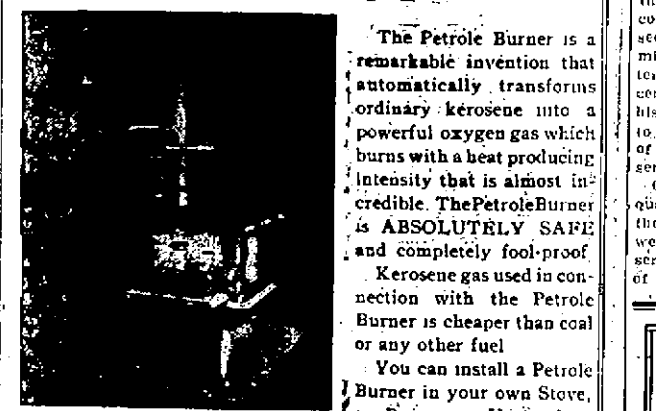 The Petrole Burner is a
remarkable invention that
automatically transforms
ordinary kerosene into a
powerful oxygen gas which
burns with a heat producing
intensity that is almost in-
credible. ThePetroleBurner
is ABSOLUTELY SAFE
and completely fool-proof
Kerosene gas used in con-
nection with the Petrole
Burner is cheaper than coal
or any other fuel
You can install a Petrole
Burner in your own Stove,